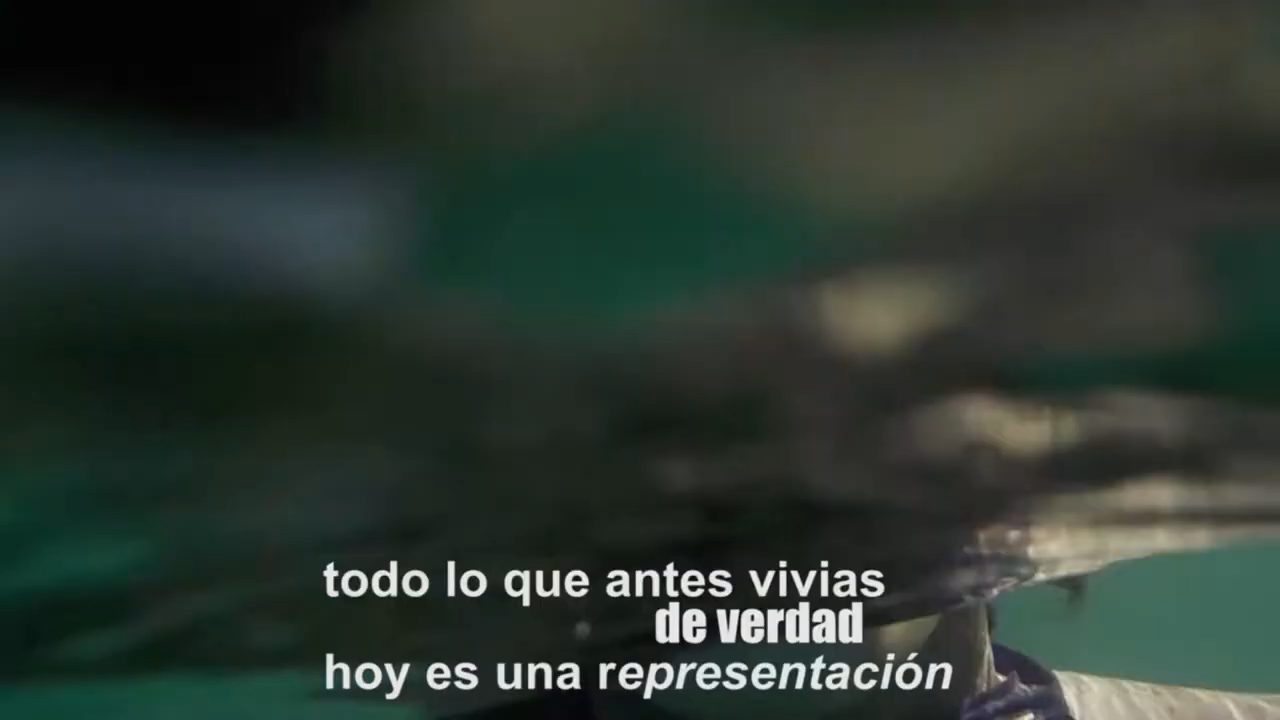 todo lo que antes vivias
de verdad
hoy es una representación